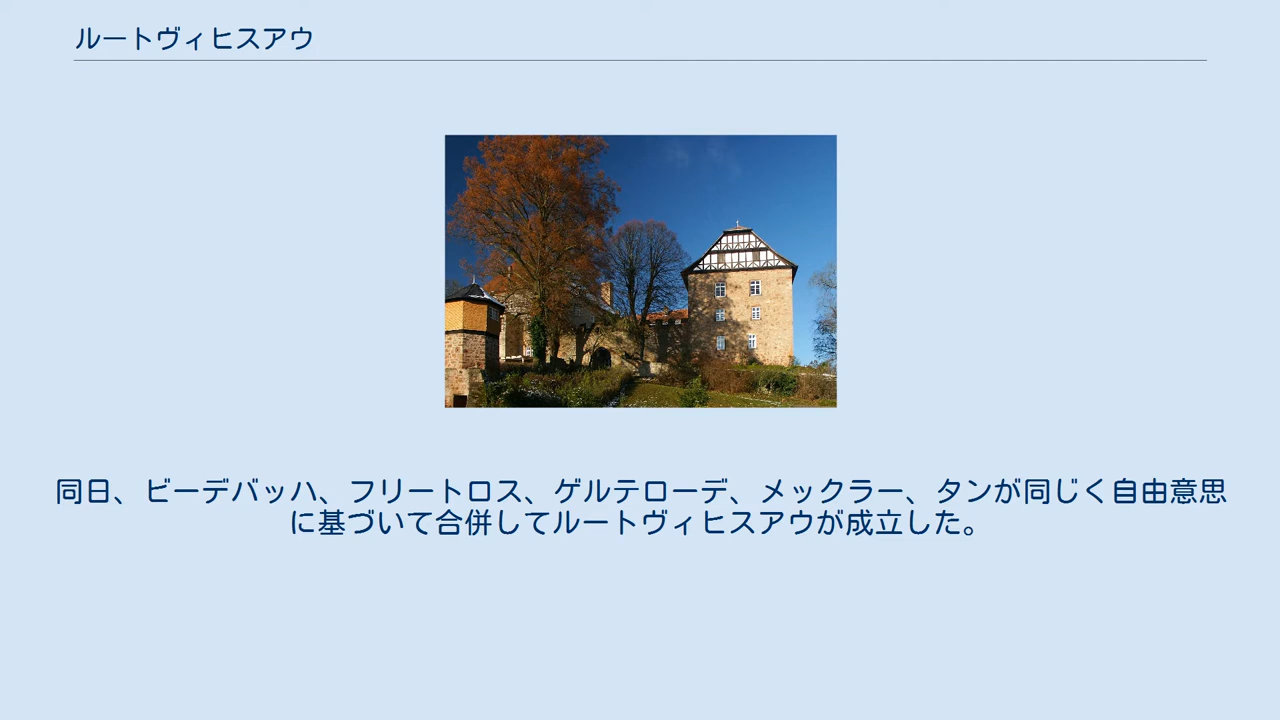 ルートヴィヒスアウ
同日、ビーデバッハ、フリートロス、ゲルテローデ、メックラー、タンが同じく自由意思
に基づいて合併してルートヴィヒスアウが成立した。